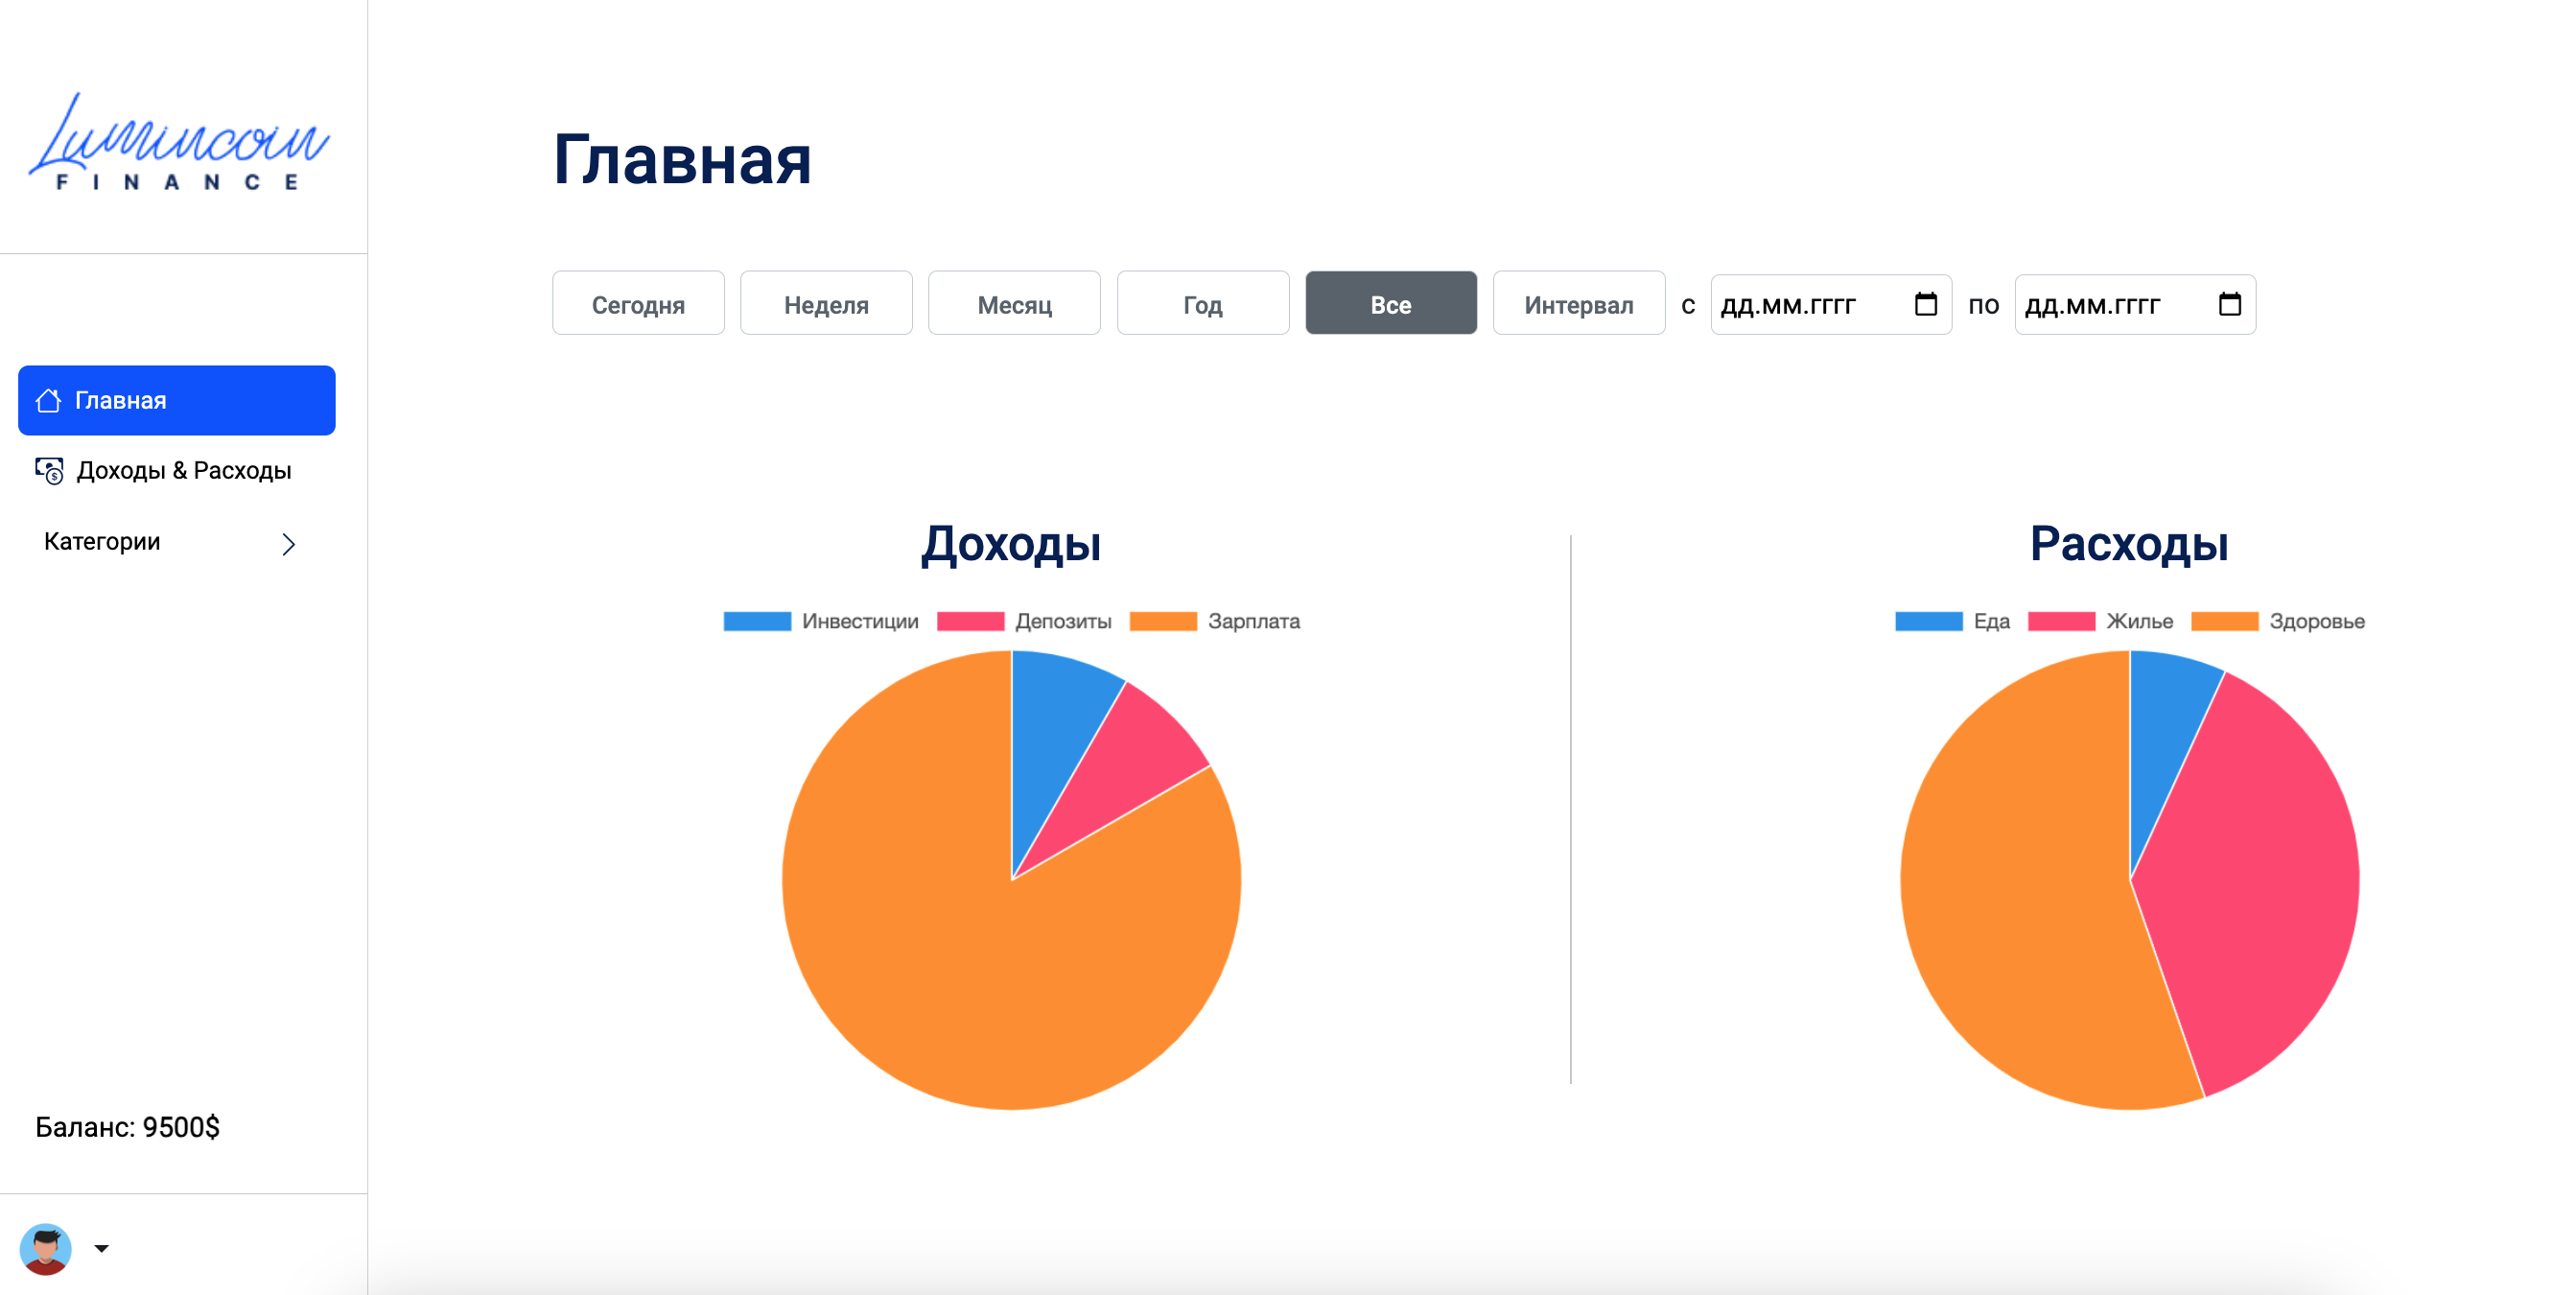 Lumincoin
FINANCE
Главная
Доходы & Расходы
Категории
Баланс: 9500$
Главная
Сегодня Неделя Месяц Год Все Интервал с дд.мм.гггг по дд.мм.гггг
Доходы
Инвестиции Депозиты Зарплата
Расходы
Еда Жилье Здоровье